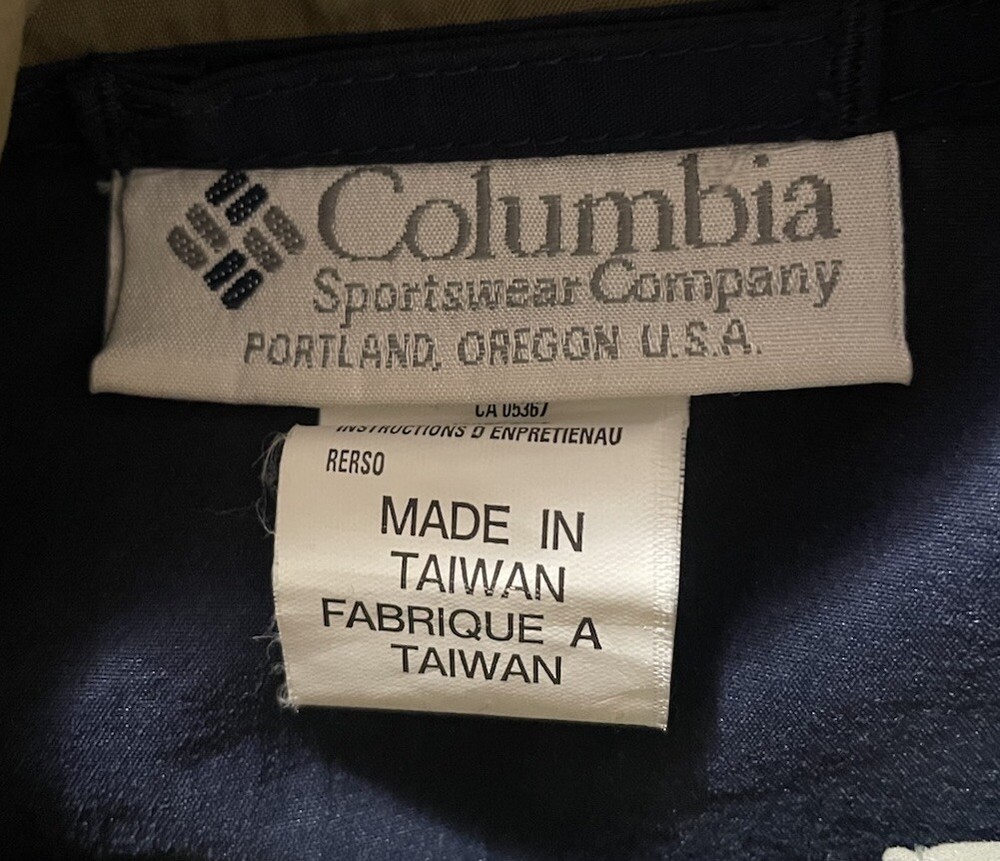 Columbia
Sportswear Company
PORTLAND, OREGON U.S.A.
CA 05367
INSTRUCTIONS D ENPRETIENAU
RERSO
MADE IN
TAIWAN
FABRIQUE A
TAIWAN